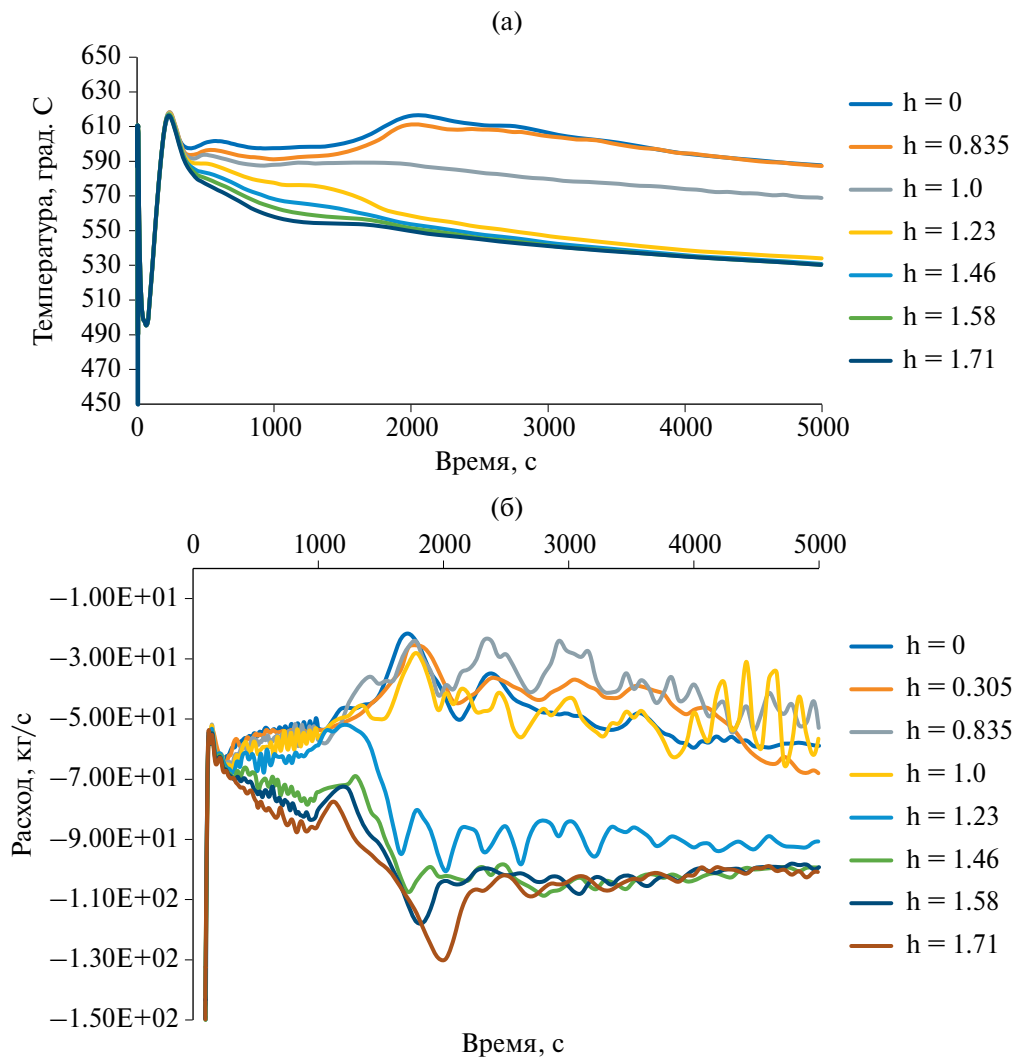 (а)
650
630
610
590
570
550
530
510
490
470
450
Температура, град. С
0
1000
2000
3000
4000
5000
Время, с
h = 0
h = 0.835
h = 1.0
h = 1.23
h = 1.46
h = 1.58
h = 1.71
(б)
0
1000
2000
3000
4000
5000
−1.00E+01
−3.00E+01
−5.00E+01
−7.00E+01
−9.00E+01
−1.10E+02
−1.30E+02
−1.50E+02
Расход, кг/с
Время, с
h = 0
h = 0.305
h = 0.835
h = 1.0
h = 1.23
h = 1.46
h = 1.58
h = 1.71